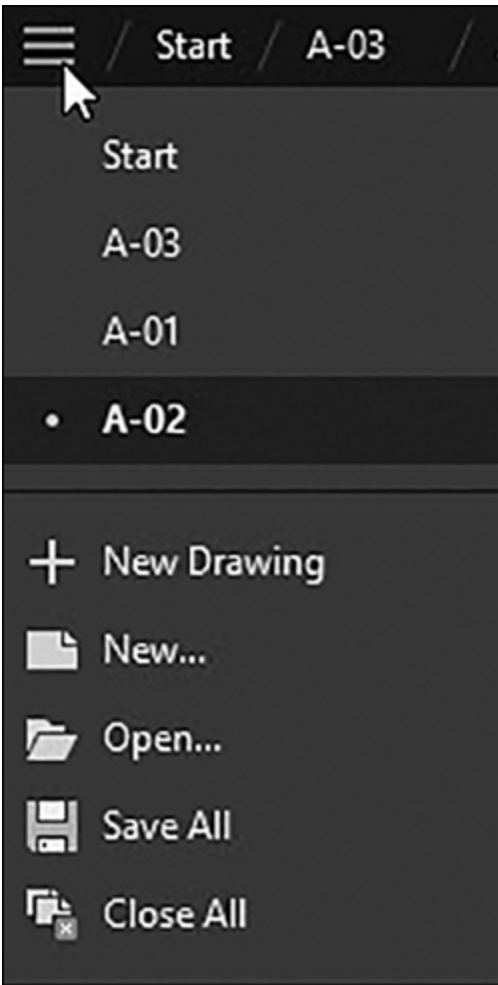 Start A-03
Start
A-03
A-01
A-02
New Drawing
New...
Open...
Save All
Close All